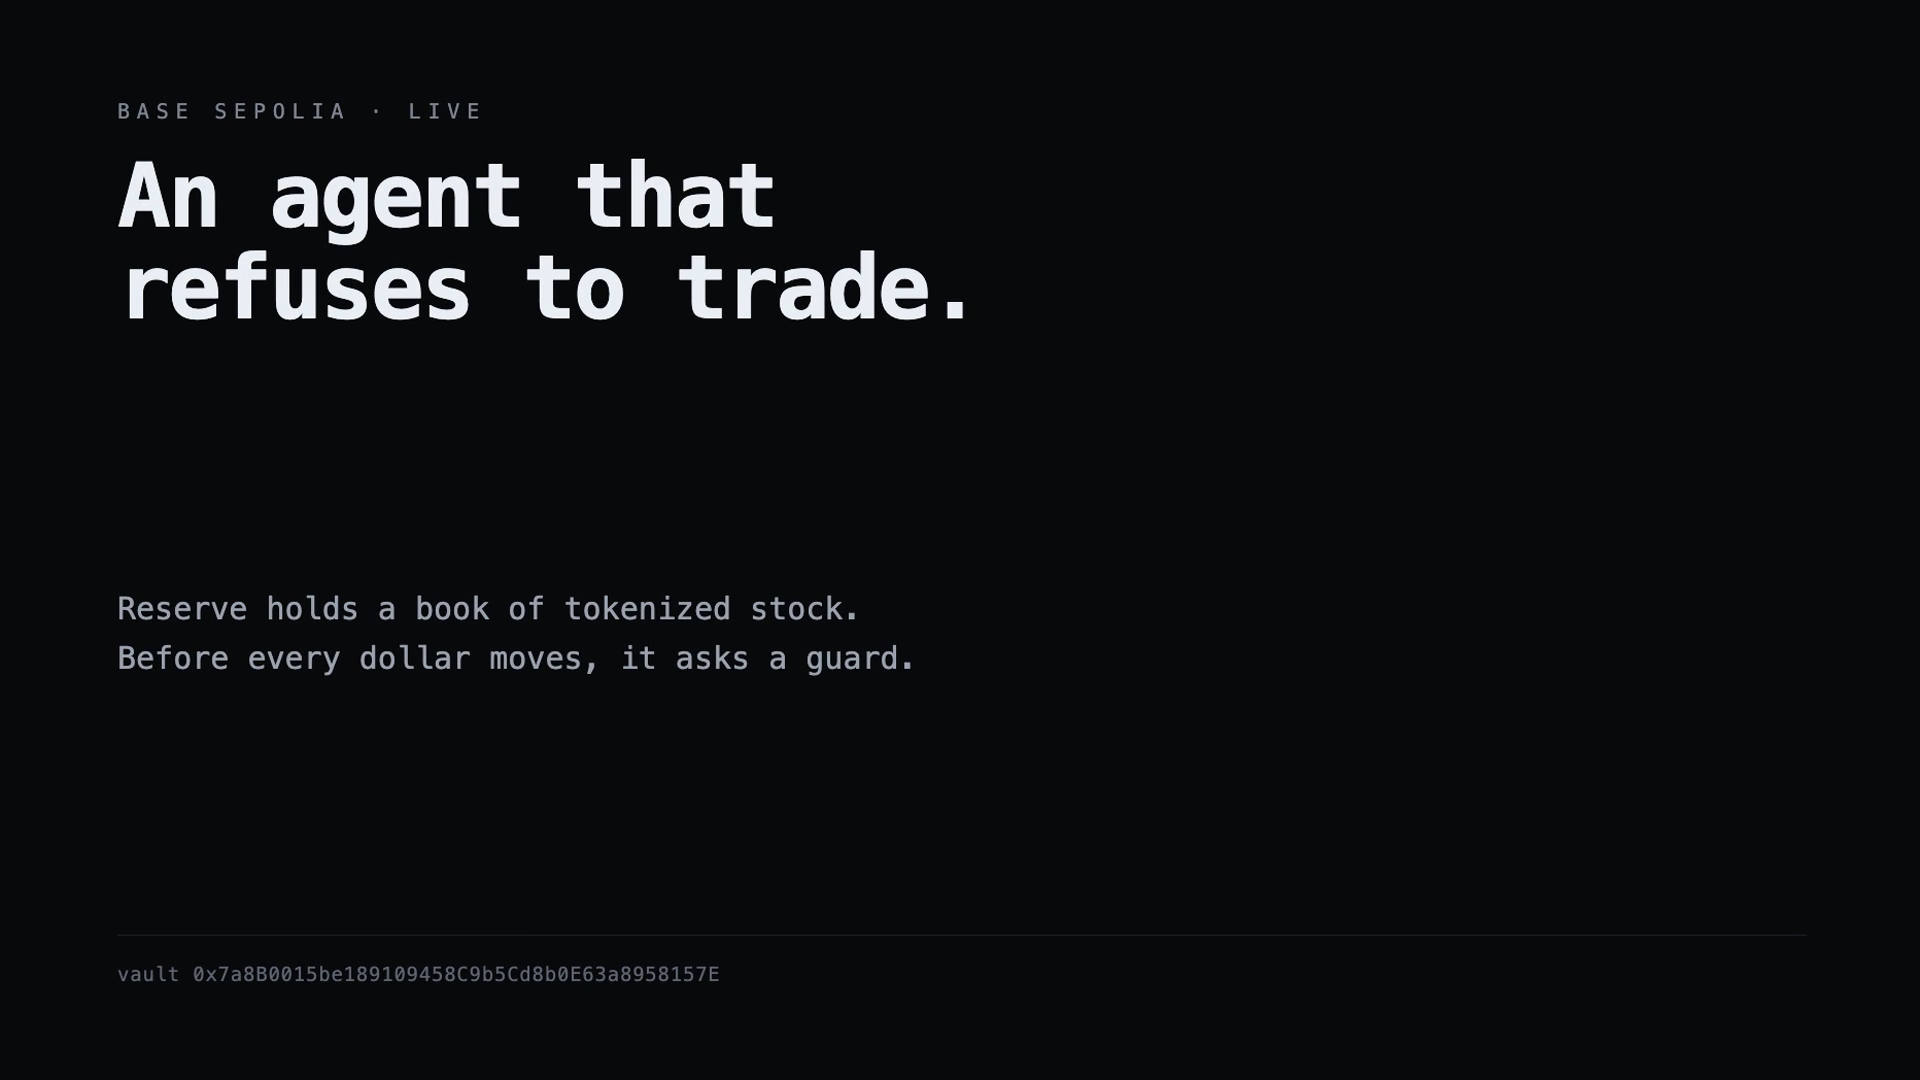 BASE SEPOLIA · LIVE
An agent that
refuses to trade.
Reserve holds a book of tokenized stock.
Before every dollar moves, it asks a guard.
vault 0x7a8B0015be189109458C9b5Cd8b0E63a8958157E